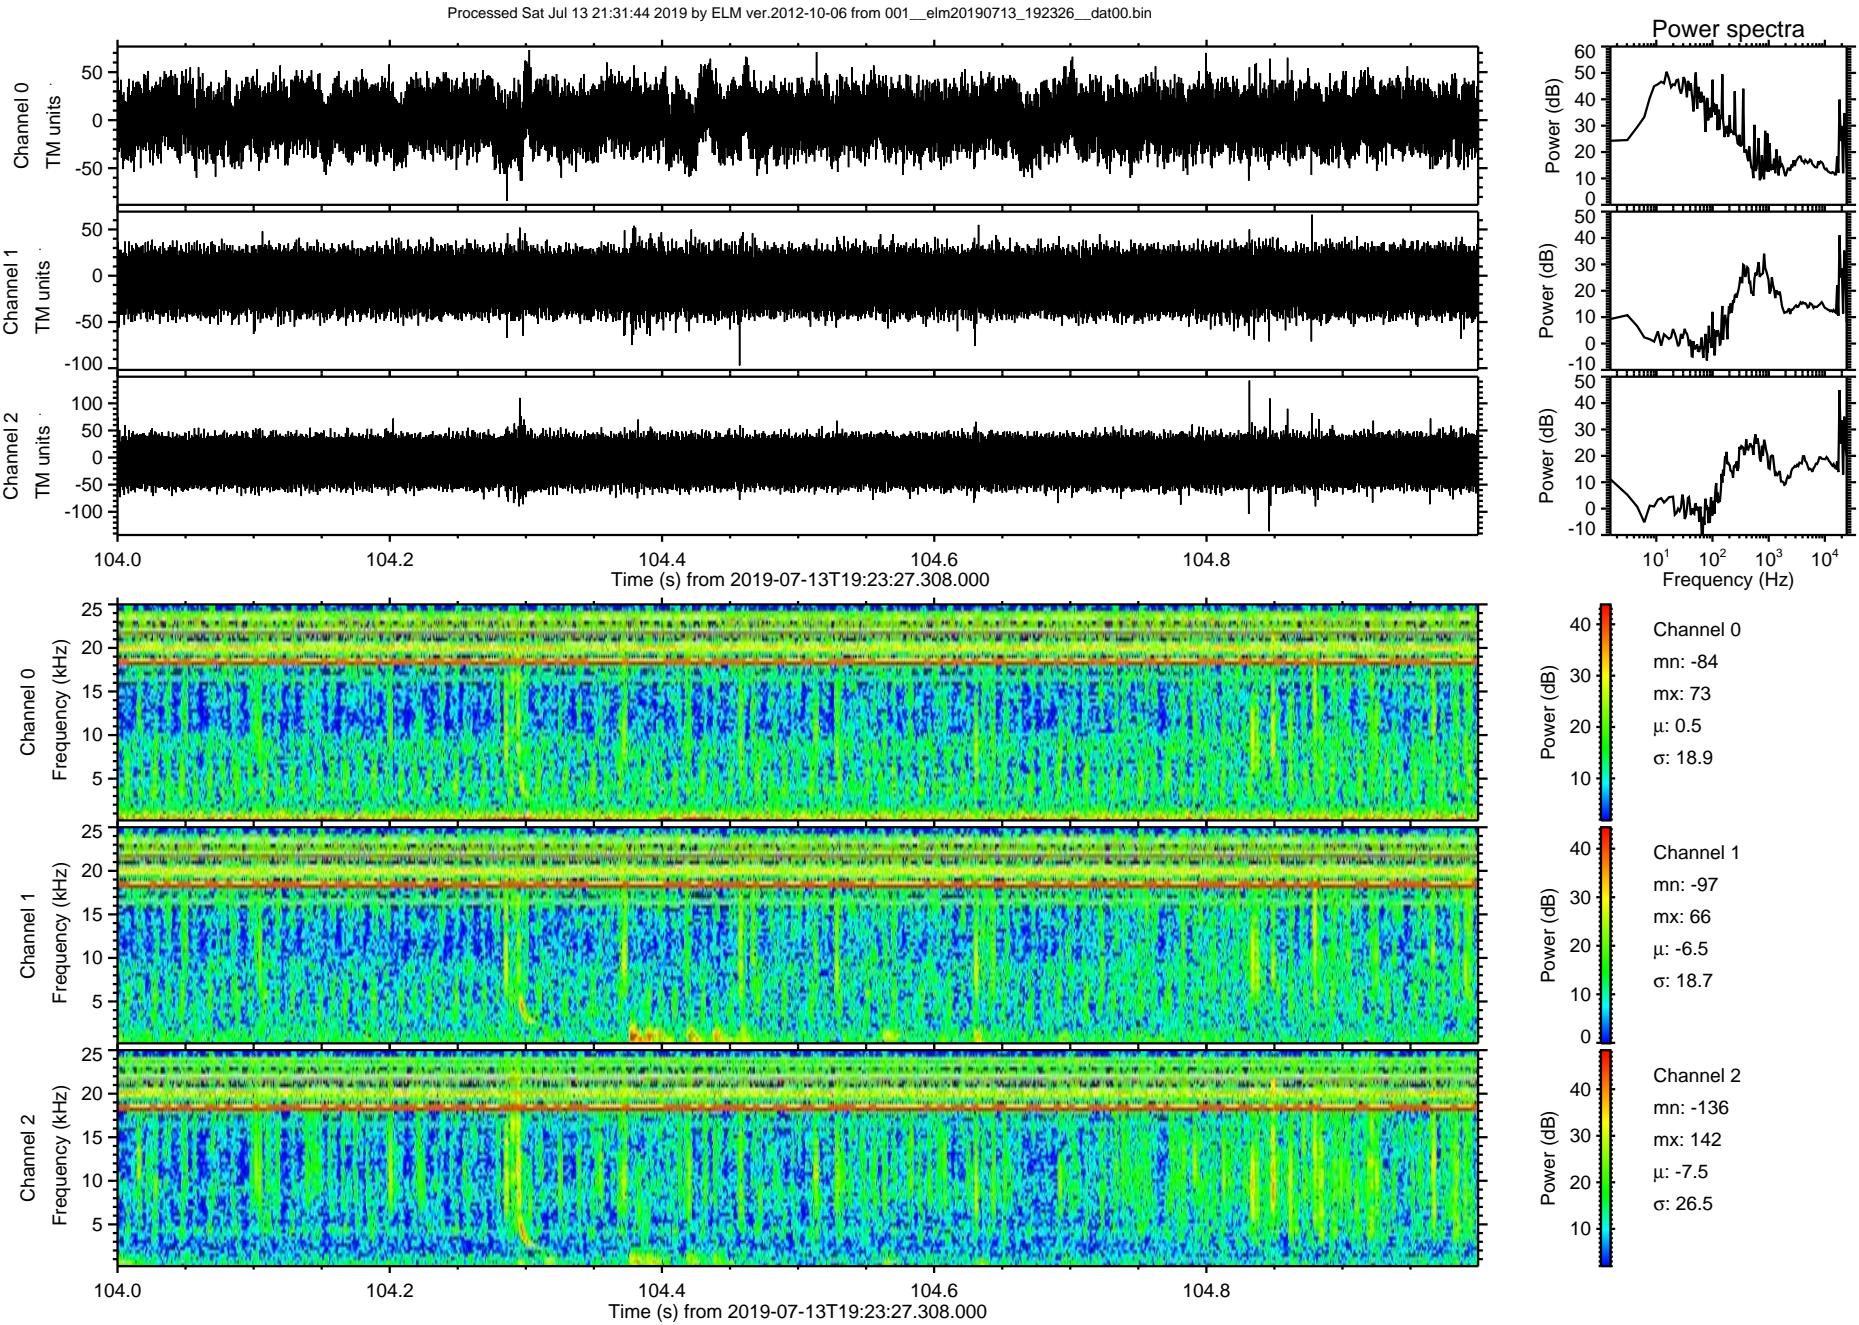 Processed Sat Jul 13 21:31:44 2019 by ELM ver.2012-10-06 from 001__elm20190713_192326__dat00.bin
Power spectra
Channel 0
TM units
50
0
-50
Power (dB)
60
50
40
30
20
10
0
Channel 1
TM units
50
0
-50
-100
Power (dB)
50
40
30
20
10
0
-10
Channel 2
TM units
100
50
0
-50
-100
Power (dB)
50
40
30
20
10
0
-10
104.0
104.2
104.4
104.6
104.8
Time (s) from 2019-07-13T19:23:27.308.000
10¹
10²
10³
10⁴
Frequency (Hz)
Channel 0
Frequency (kHz)
25
20
15
10
5
Power (dB)
40
30
20
10
Channel 0
mn: -84
mx: 73
μ: 0.5
σ: 18.9
Channel 1
Frequency (kHz)
25
20
15
10
5
Power (dB)
40
30
20
10
0
Channel 1
mn: -97
mx: 66
μ: -6.5
σ: 18.7
Channel 2
Frequency (kHz)
25
20
15
10
5
Power (dB)
40
30
20
10
Channel 2
mn: -136
mx: 142
μ: -7.5
σ: 26.5
104.0
104.2
104.4
104.6
104.8
Time (s) from 2019-07-13T19:23:27.308.000